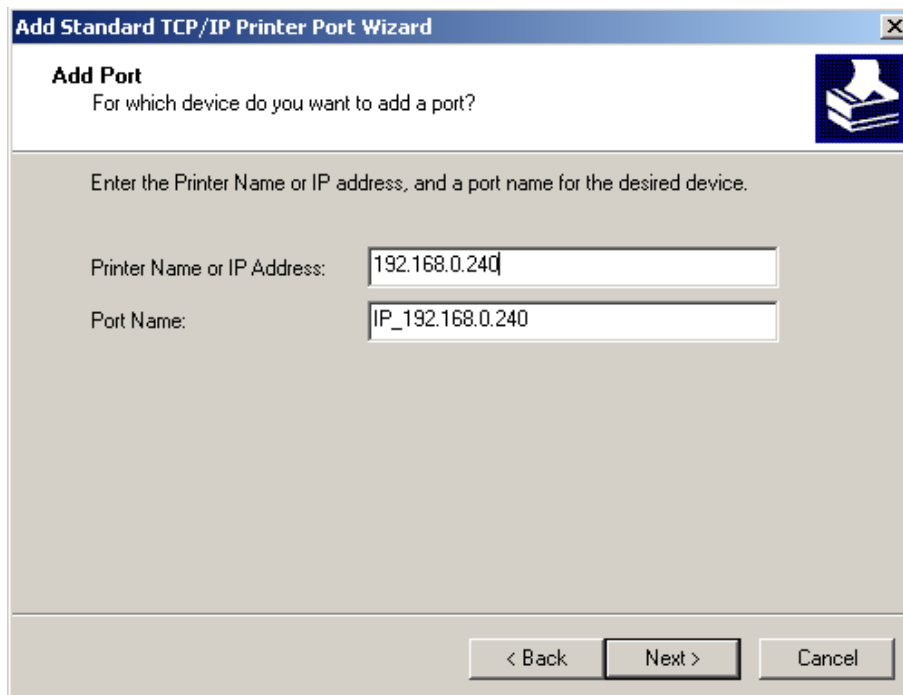 Add Standard TCP/IP Printer Port Wizard
Add Port
For which device do you want to add a port?
Enter the Printer Name or IP address, and a port name for the desired device.
Printer Name or IP Address: 192.168.0.240
Port Name: IP_192.168.0.240
< Back Next > Cancel